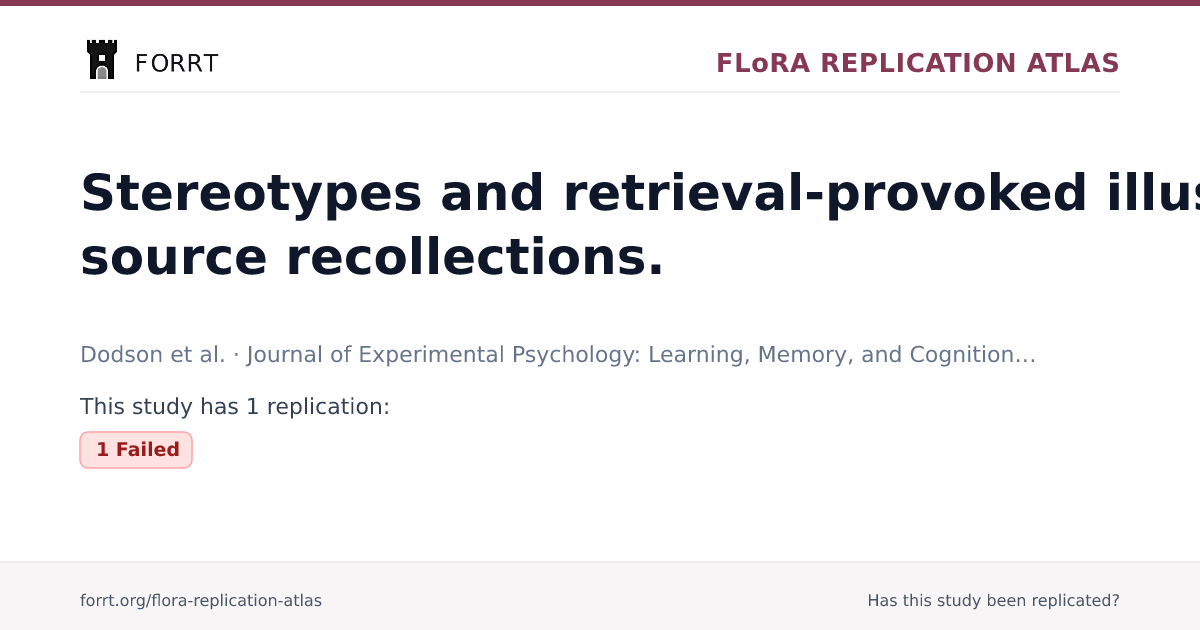 FORRT
FLoRA REPLICATION ATLAS
Stereotypes and retrieval-provoked
source recollections.
Dodson et al. · Journal of Experimental Psychology: Learning, Memory, and Cognition…
This study has 1 replication:
1 Failed
forrt.org/flora-replication-atlas
Has this study been replicated?